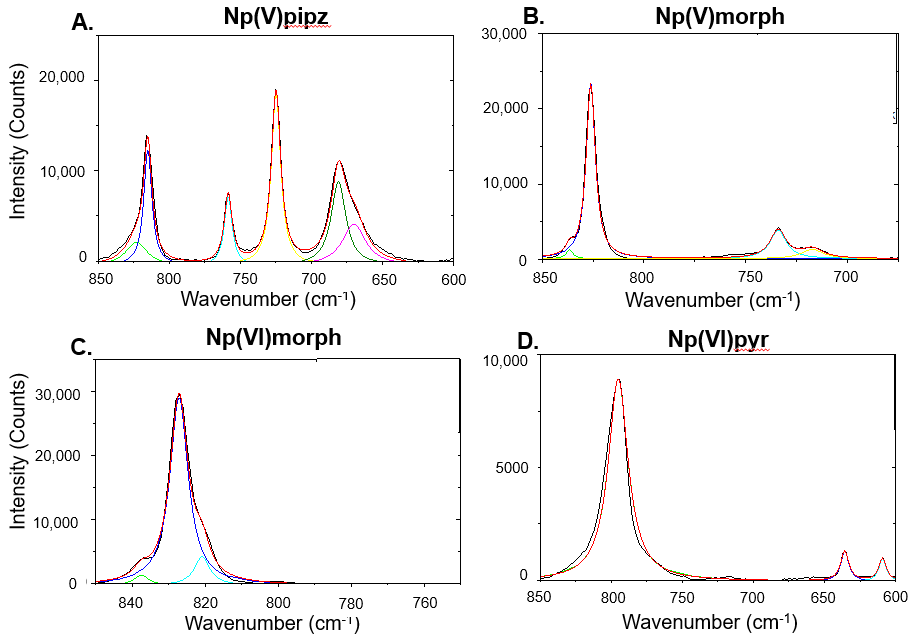 A. Np(V)pipz
Intensity (Counts)
20,000
10,000
0
850 800 750 700 650 600
Wavenumber (cm-1)
B. Np(V)morph
30,000
20,000
10,000
0
850 800 750 700
Wavenumber (cm-1)
C. Np(VI)morph
Intensity (Counts)
30,000
20,000
10,000
0
840 820 780 760
Wavenumber (cm-1)
D. Np(VI)pyr
10,000
5000
0
850 800 750 700 650 600
Wavenumber (cm-1)